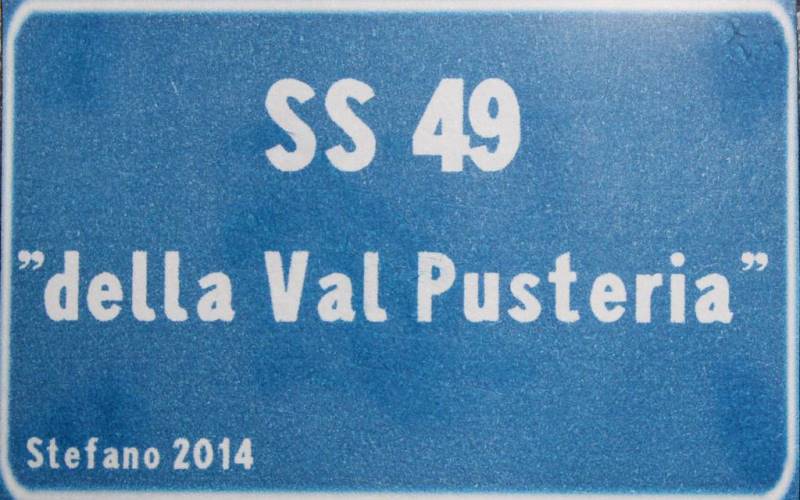 SS 49
”della Val Pusteria”
Stefano 2014